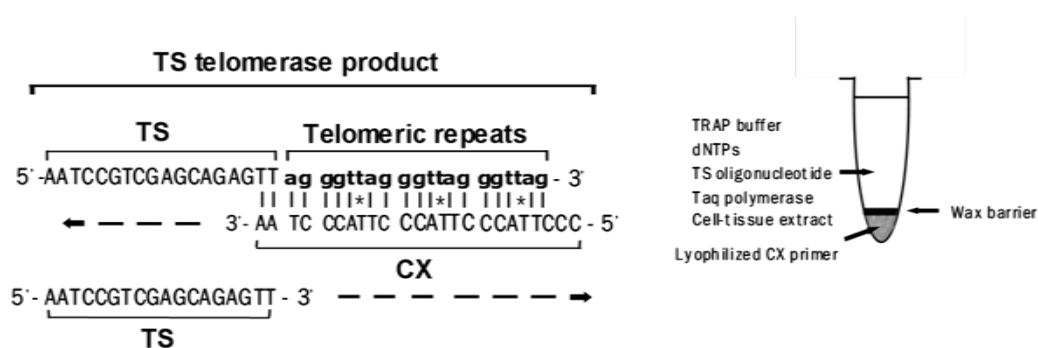 TS telomerase product
TS
Telomeric repeats
5'-AATCCGTCGAGCAGAGTT ag ggttag ggttag ggttag - 3'
|| || |||*|| |||*|| |||*||
3'- AA TC CCATTC CCATTC CCATTCCC - 5'
CX
5'- AATCCGTCGAGCAGAGTT - 3'
TS
TRAP buffer
dNTPs
TS oligonucleotide
Taq polymerase
Cell-tissue extract
Wax barrier
Lyophilized CX primer